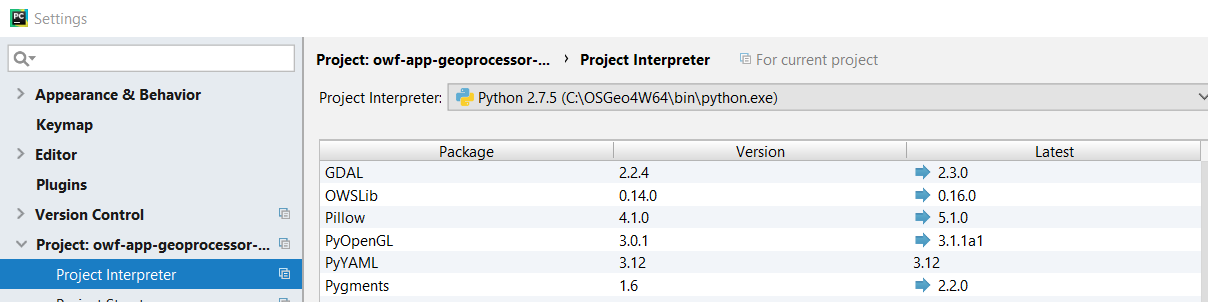 PC Settings
Appearance & Behavior
Keymap
Editor
Plugins
Version Control
Project: owf-app-geoprocessor-...
Project Interpreter
Project: owf-app-geoprocessor-... › Project Interpreter For current project
Project Interpreter: Python 2.7.5 (C:\OSGeo4W64\bin\python.exe)
Package Version Latest
GDAL 2.2.4 2.3.0
OWSLib 0.14.0 0.16.0
Pillow 4.1.0 5.1.0
PyOpenGL 3.0.1 3.1.1a1
PyYAML 3.12 3.12
Pygments 1.6 2.2.0